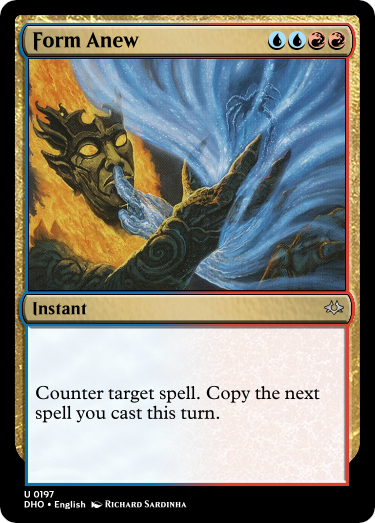 Form Anew
Instant
Counter target spell. Copy the next
spell you cast this turn.
U 0197
DHO • English Richard Sardinha